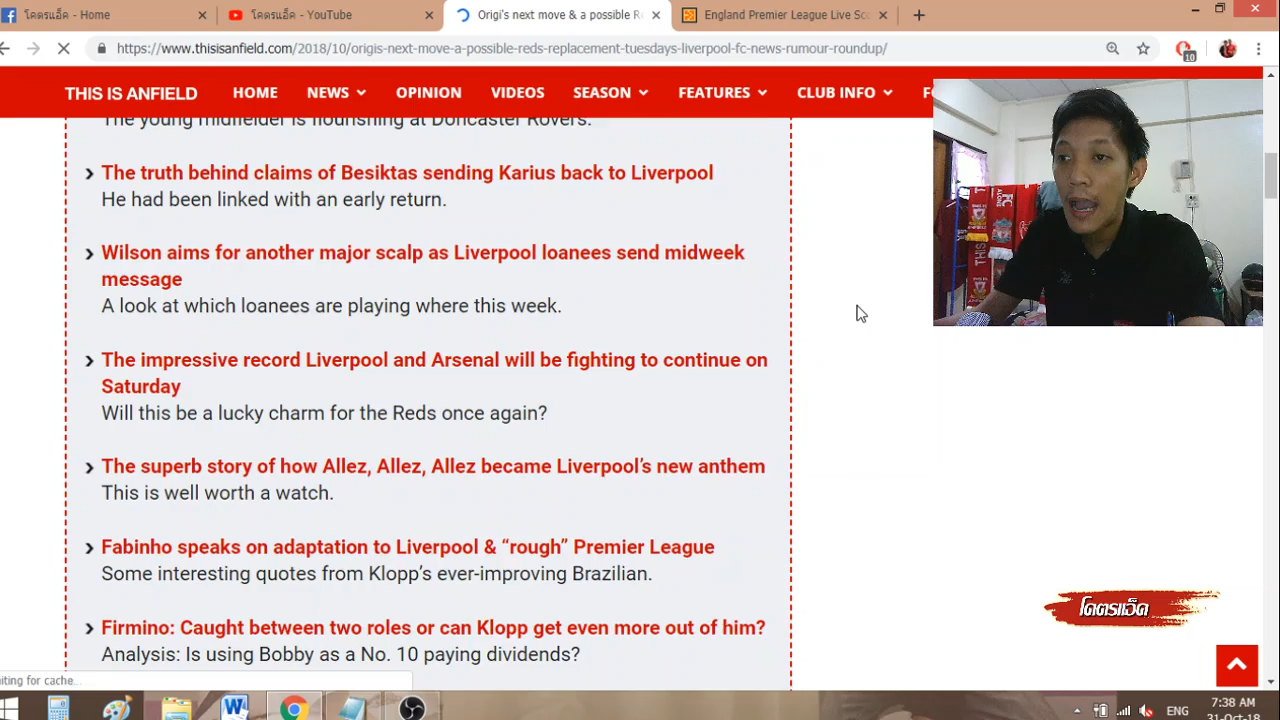 โคตรแอ็ค - Home
โคตรแอ็ค - YouTube
Origi's next move & a possible R
England Premier League Live Sc
https://www.thisisanfield.com/2018/10/origis-next-move-a-possible-reds-replacement-tuesdays-liverpool-fc-news-rumour-roundup/
10
THIS IS ANFIELD
HOME
NEWS
OPINION
VIDEOS
SEASON
FEATURES
CLUB INFO
The young midfielder is flourishing at Doncaster Rovers.
The truth behind claims of Besiktas sending Karius back to Liverpool
He had been linked with an early return.
Wilson aims for another major scalp as Liverpool loanees send midweek
message
A look at which loanees are playing where this week.
The impressive record Liverpool and Arsenal will be fighting to continue on
Saturday
Will this be a lucky charm for the Reds once again?
The superb story of how Allez, Allez, Allez became Liverpool's new anthem
This is well worth a watch.
Fabinho speaks on adaptation to Liverpool & “rough” Premier League
Some interesting quotes from Klopp's ever-improving Brazilian.
Firmino: Caught between two roles or can Klopp get even more out of him?
Analysis: Is using Bobby as a No. 10 paying dividends?
โคตรแอ็ค
iting for cache...
ENG
7:38 AM
31-Oct-18